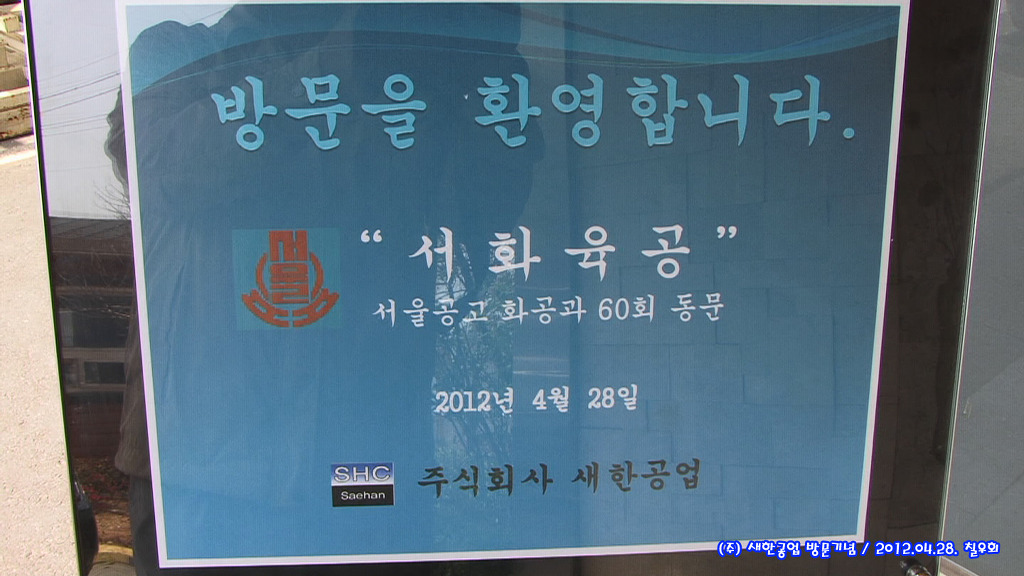 방문을 환영합니다.
서울
“서화육공”
서울공고 화공과 60회 동문
2012년 4월 28일
SHC
Saehan
주식회사 새한공업
(주) 새한공업 방문기념 / 2012.04.28. 칠우회